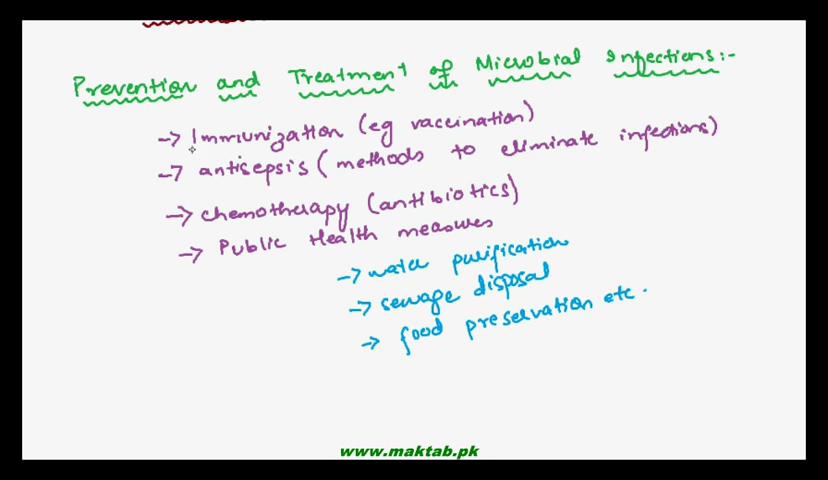 Prevention and Treatment of Microbial Infections:-
-> Immiunization (eg vaccination)
-> antisepsis (methods to eliminate infections)
-> chemotherapy (antibiotics)
-> Public Health measures
-> water purification
-> sewage disposal
-> food preservation etc.
www.maktab.pk